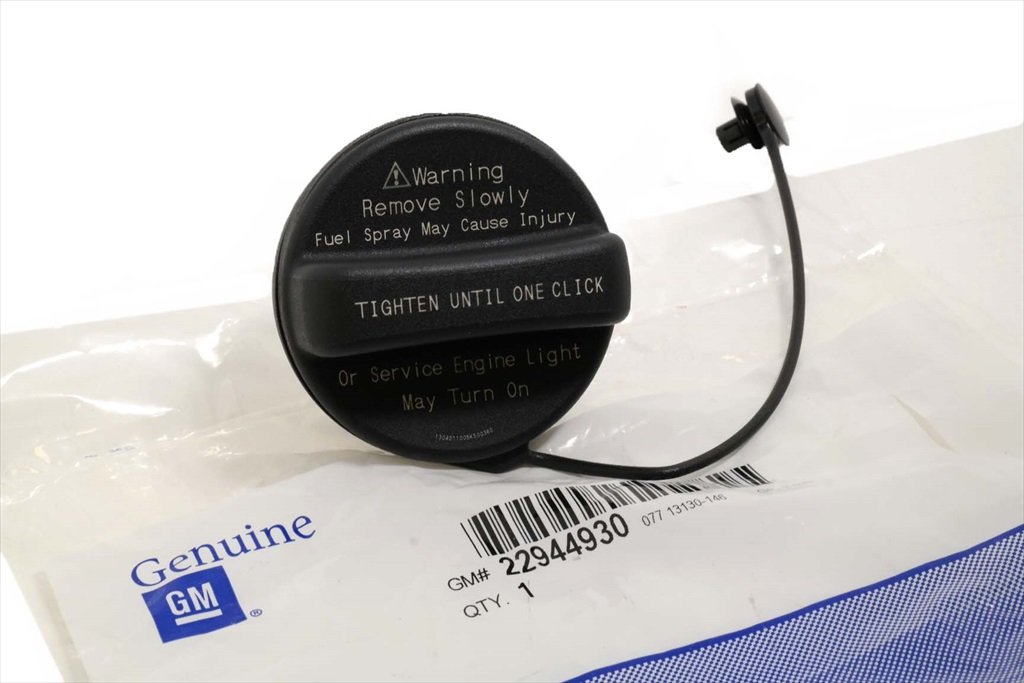 Warning
Remove Slowly
Fuel Spray May Cause Injury
TIGHTEN UNTIL ONE CLICK
Or Service Engine Light
May Turn On
Genuine
GM ®
GM# 22944930
077 13130-146
QTY. 1